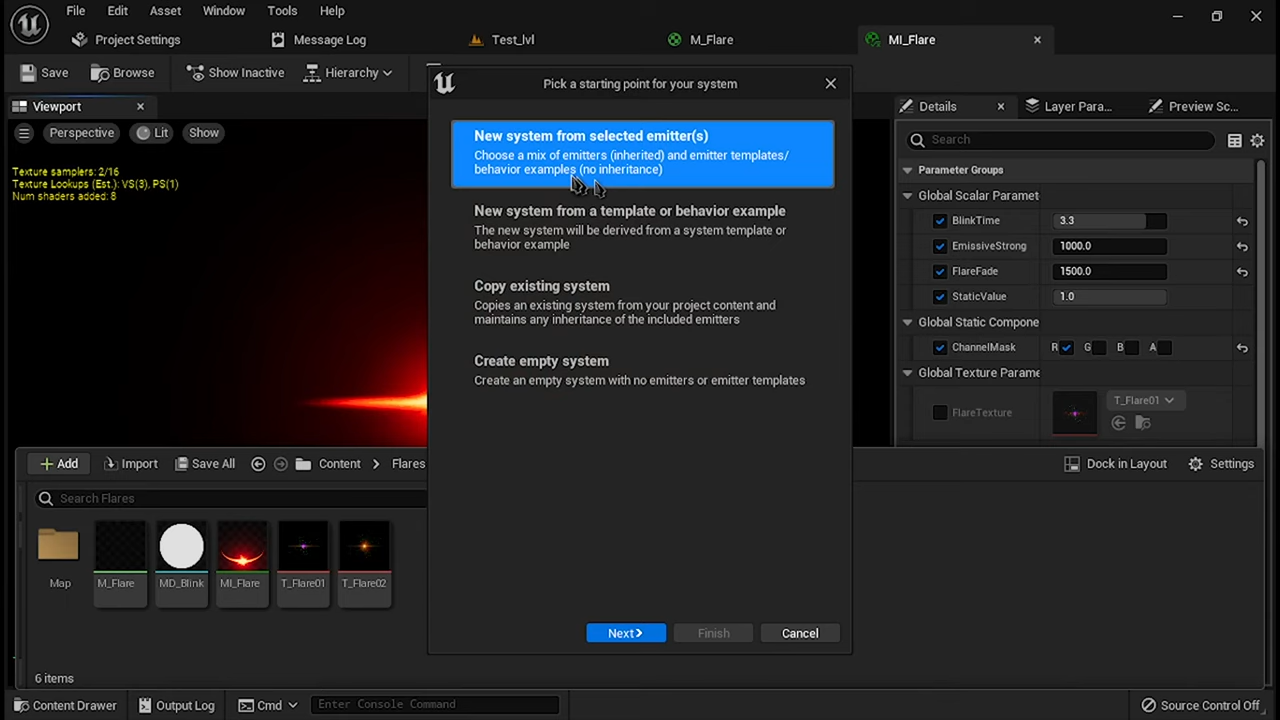 File Edit Asset Window Tools Help
Project Settings Message Log Test_lvl M_Flare MI_Flare
Save Browse Show Inactive Hierarchy
Viewport
Perspective Lit Show
Texture samplers: 2/16
Texture Lookups (Est.): VS(3), PS(1)
Num shaders added: 8
Pick a starting point for your system
New system from selected emitter(s)
Choose a mix of emitters (inherited) and emitter templates/
behavior examples (no inheritance)
New system from a template or behavior example
The new system will be derived from a system template or
behavior example
Copy existing system
Copies an existing system from your project content and
maintains any inheritance of the included emitters
Create empty system
Create an empty system with no emitters or emitter templates
Next Finish Cancel
Details Layer Para... Preview Sc...
Search
Parameter Groups
Global Scalar Paramet
BlinkTime 3.3
EmissiveStrong 1000.0
FlareFade 1500.0
StaticValue 1.0
Global Static Compone
ChannelMask R G B A
Global Texture Parame
FlareTexture T_Flare01
Add Import Save All Content Flares Dock in Layout Settings
Search Flares
Map M_Flare MD_Blink MI_Flare T_Flare01 T_Flare02
6 items
Content Drawer Output Log Cmd Enter Console Command Source Control Off